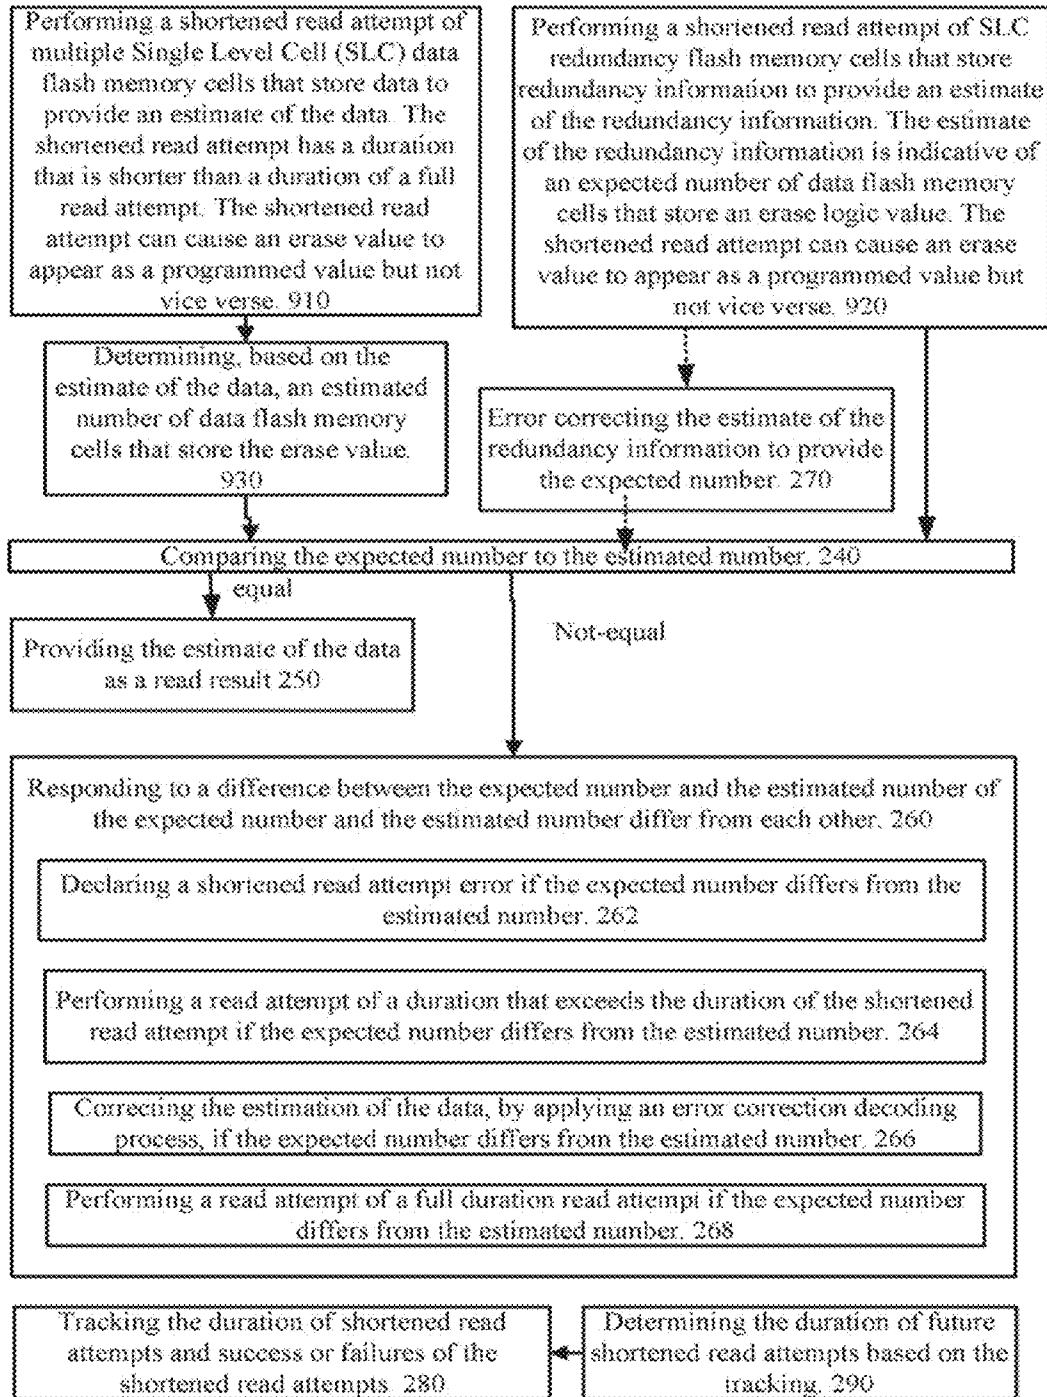 Performing a shortened read attempt of
multiple Single Level Cell (SLC) data
flash memory cells that store data to
provide an estimate of the data. The
shortened read attempt has a duration
that is shorter than a duration of a full
read attempt. The shortened read
attempt can cause an erase value to
appear as a programmed value but not
vice verse. 910
Performing a shortened read attempt of SLC
redundancy flash memory cells that store
redundancy information to provide an estimate
of the redundancy information. The estimate
of the redundancy information is indicative of
an expected number of data flash memory
cells that store an erase logic value. The
shortened read attempt can cause an erase
value to appear as a programmed value but
not vice verse. 920
Determining, based on the
estimate of the data, an estimated
number of data flash memory
cells that store the erase value.
930
Error correcting the estimate of the
redundancy information to provide
the expected number. 270
Comparing the expected number to the estimated number. 240
equal
Not-equal
Providing the estimate of the data
as a read result 250
Responding to a difference between the expected number and the estimated number of
the expected number and the estimated number differ from each other. 260
Declaring a shortened read attempt error if the expected number differs from the
estimated number. 262
Performing a read attempt of a duration that exceeds the duration of the shortened
read attempt if the expected number differs from the estimated number. 264
Correcting the estimation of the data, by applying an error correction decoding
process, if the expected number differs from the estimated number. 266
Performing a read attempt of a full duration read attempt if the expected number
differs from the estimated number. 268
Tracking the duration of shortened read
attempts and success or failures of the
shortened read attempts. 280
Determining the duration of future
shortened read attempts based on the
tracking. 290